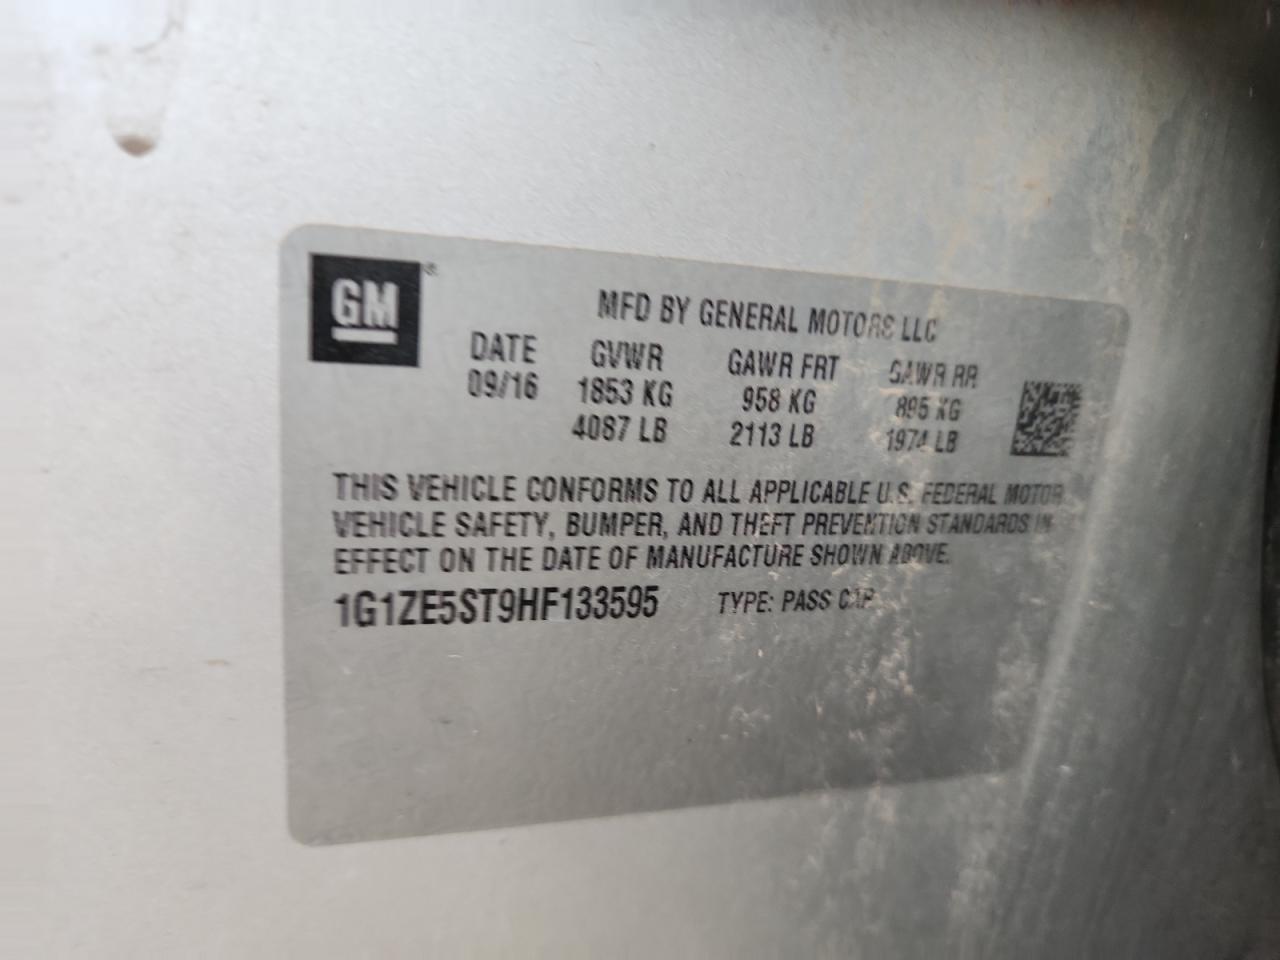 GM®
MFD BY GENERAL MOTORS LLC
DATE GVWR GAWR FRT GAWR RR
09/16 1853 KG 958 KG 895 KG
4087 LB 2113 LB 1974 LB
THIS VEHICLE CONFORMS TO ALL APPLICABLE U.S. FEDERAL MOTOR
VEHICLE SAFETY, BUMPER, AND THEFT PREVENTION STANDARDS IN
EFFECT ON THE DATE OF MANUFACTURE SHOWN ABOVE.
1G1ZE5ST9HF133595 TYPE: PASS CAR